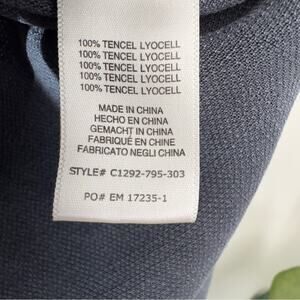 100% TENCEL LYOCELL
100% TENCEL LYOCELL
100% TENCEL LYOCELL
100% TENCEL LYOCELL
100% TENCEL LYOCELL
MADE IN CHINA
HECHO EN CHINA
GEMACHT IN CHINA
FABRIQUÉ EN CHINE
FABRICATO NEGLI CHINA
STYLE# C1292-795-303
PO# EM 17235-1